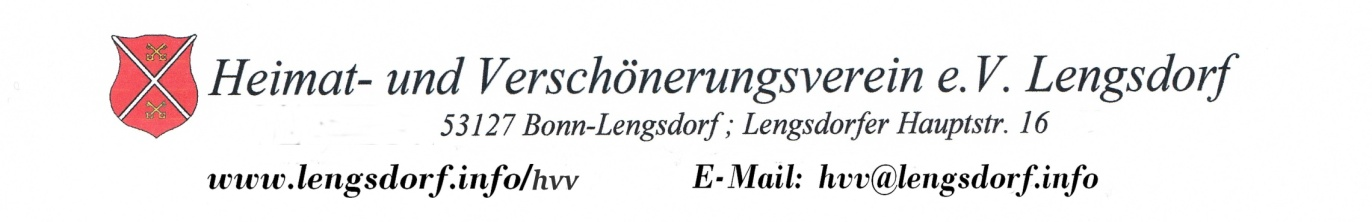 Heimat- und Verschönerungsverein e.V. Lengsdorf
53127 Bonn-Lengsdorf; Lengsdorfer Hauptstr. 16
www.lengsdorf.info/hvv E-Mail: hvv@lengsdorf.info